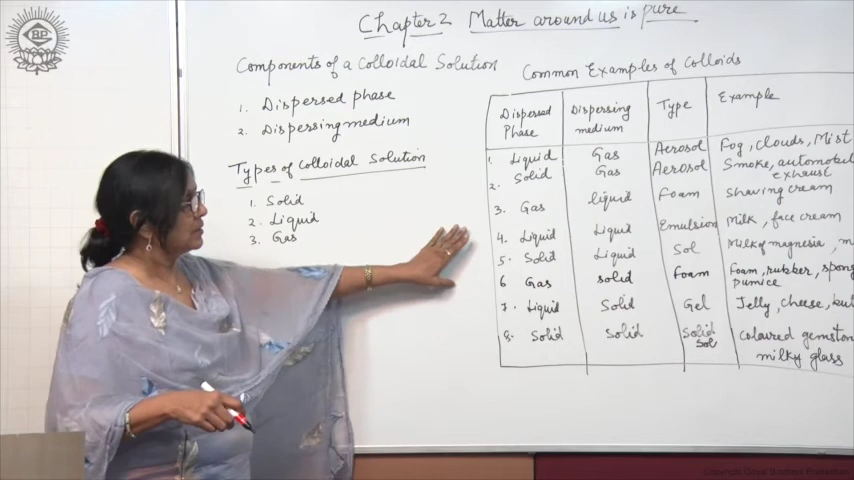 Chapter 2 Matter around us is pure
Components of a Colloidal Solution
1. Dispersed phase
2. Dispersing medium
Types of Colloidal Solution
1. Solid
2. Liquid
3. Gas
Common Examples of Colloids
Dispersed Phase Dispersing medium Type Example
1. Liquid Gas Aerosol Fog, clouds, Mist
2. Solid Gas Aerosol Smoke, automobil exhaust
3. Gas liquid Foam Shaving cream
4. Liquid Liquid Emulsion Milk, face cream
5. Solid Liquid Sol Milk of magnesia, m
6 Gas solid foam Foam, rubber, spong pumice
7. Liquid Solid Gel Jelly, cheese, but
8. Solid Solid Solid Sol Coloured gemston milky glass